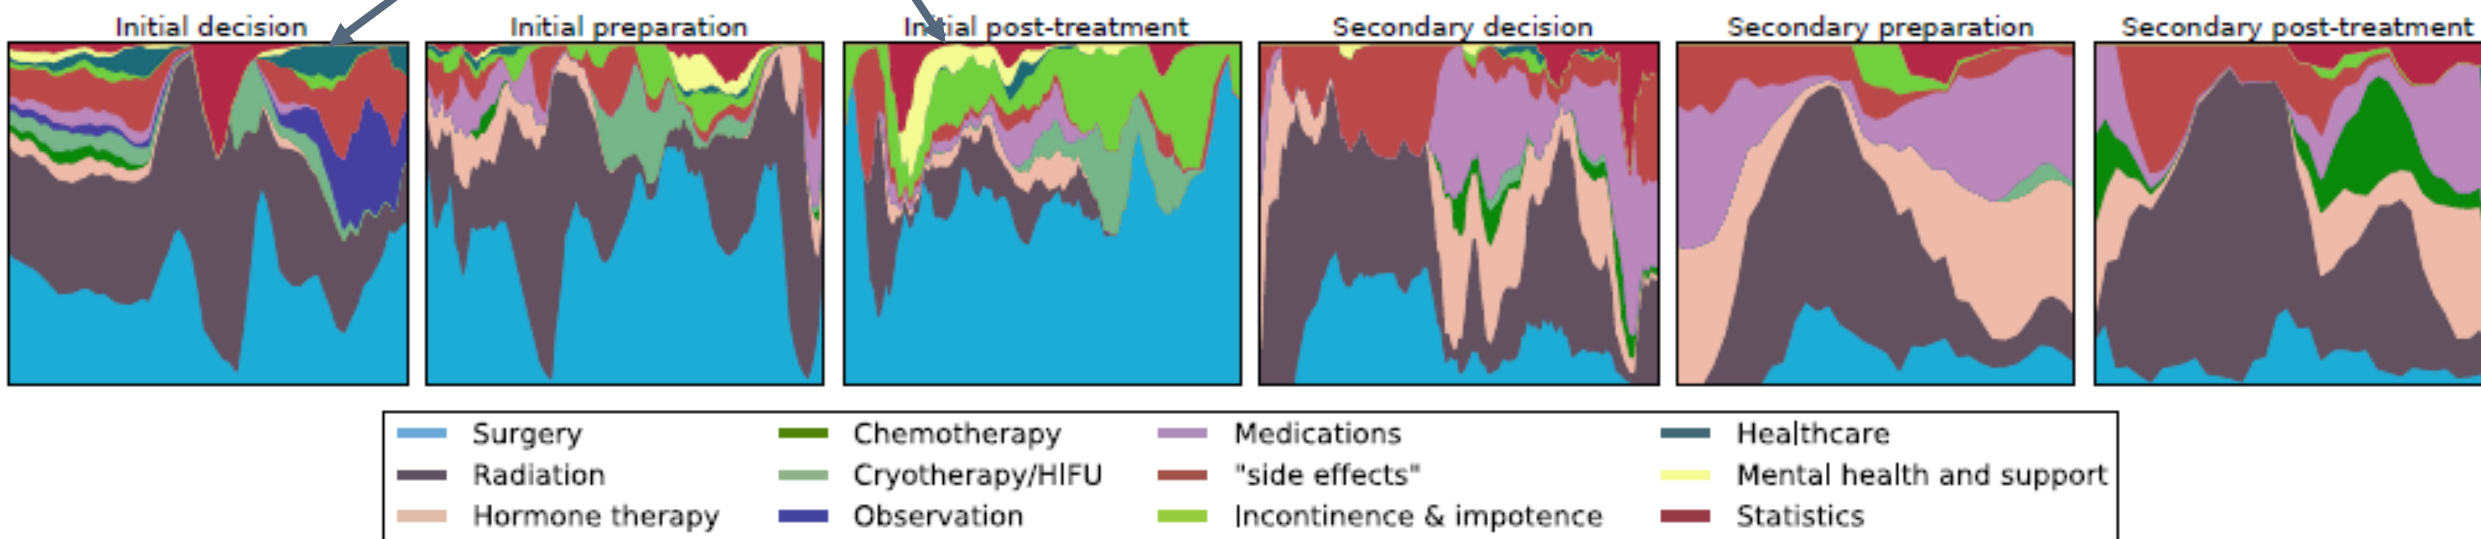 Initial decision Initial preparation Initial post-treatment Secondary decision Secondary preparation Secondary post-treatment
Surgery Chemotherapy Medications Healthcare
Radiation Cryotherapy/HIFU "side effects" Mental health and support
Hormone therapy Observation Incontinence & impotence Statistics